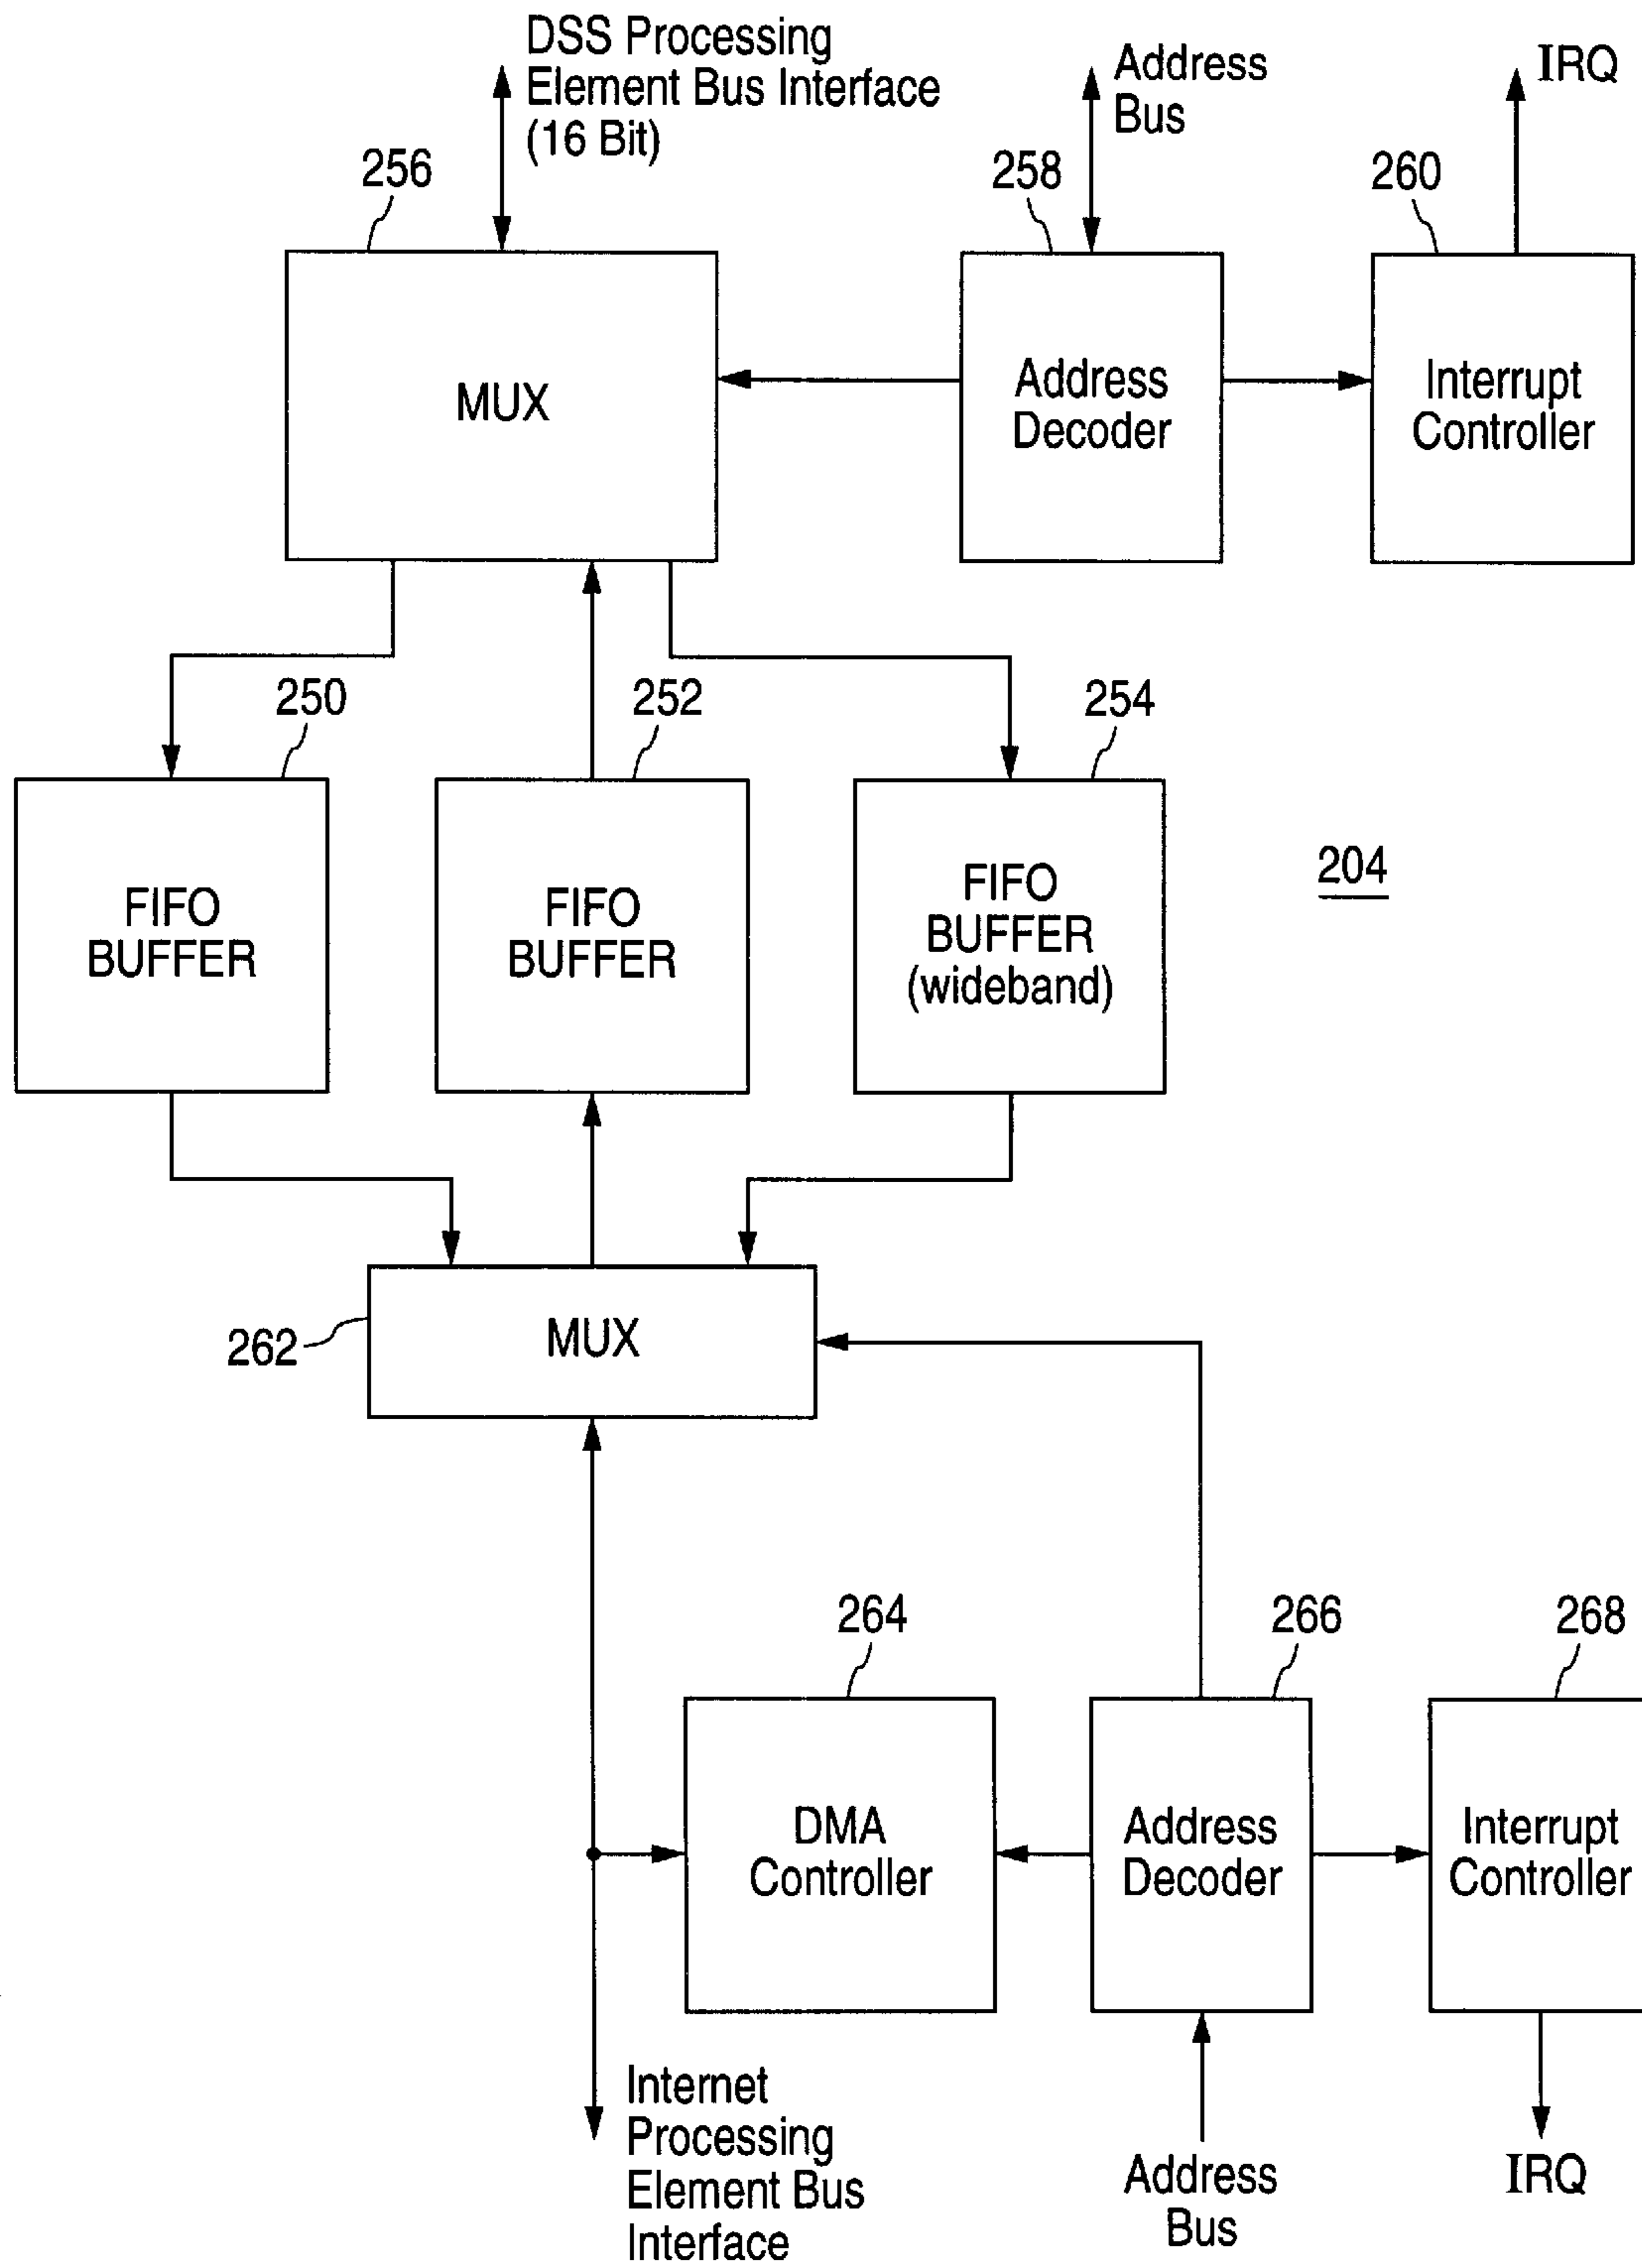 DSS Processing
Element Bus Interface
(16 Bit)
Address
Bus
IRQ
256
258
260
MUX
Address
Decoder
Interrupt
Controller
250
252
254
FIFO
BUFFER
FIFO
BUFFER
FIFO
BUFFER
(wideband)
204
262
MUX
264
266
268
DMA
Controller
Address
Decoder
Interrupt
Controller
Internet
Processing
Element Bus
Interface
Address
Bus
IRQ